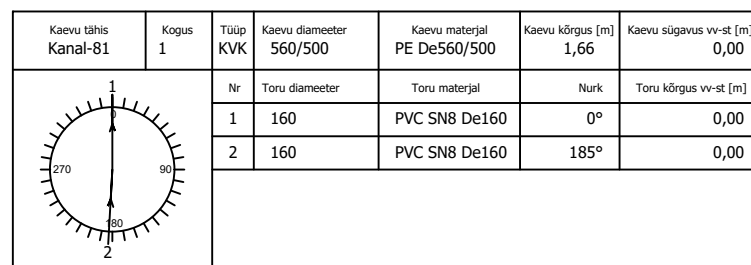 Kaevu tähis Kogus Tüüp Kaevu diameeter Kaevu materjal Kaevu kõrgus [m] Kaevu sügavus vv-st [m]
Kanal-81 1 KVK 560/500 PE De560/500 1,66 0,00
Nr Toru diameeter Toru materjal Nurk Toru kõrgus vv-st [m]
1 160 PVC SN8 De160 0° 0,00
2 160 PVC SN8 De160 185° 0,00
1
0
270 90
180
2